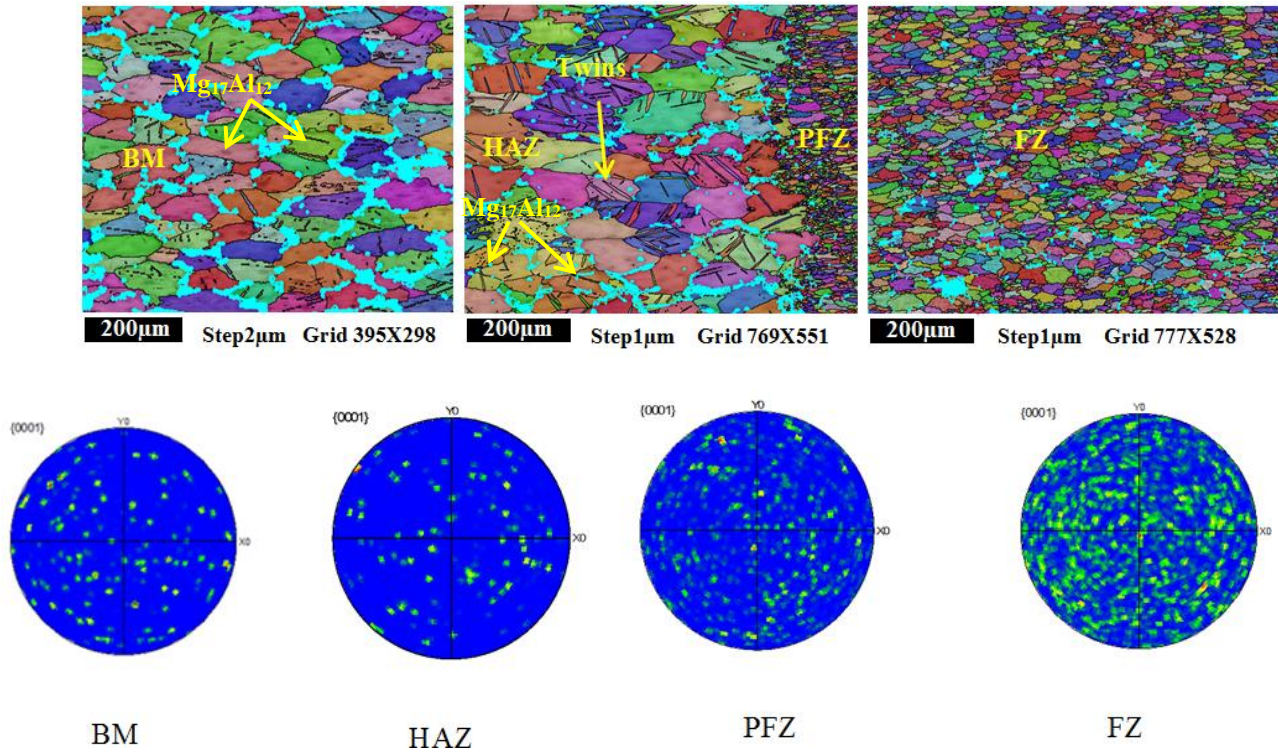 Mg₁₇Al₁₂
BM
200μm Step2μm Grid 395X298
Twins
HAZ
PFZ
Mg₁₇Al₁₂
200μm Step1μm Grid 769X551
FZ
200μm Step1μm Grid 777X528
{0001} Y0
X0
{0001} Y0
X0
{0001} Y0
X0
{0001} Y0
X0
BM HAZ PFZ FZ